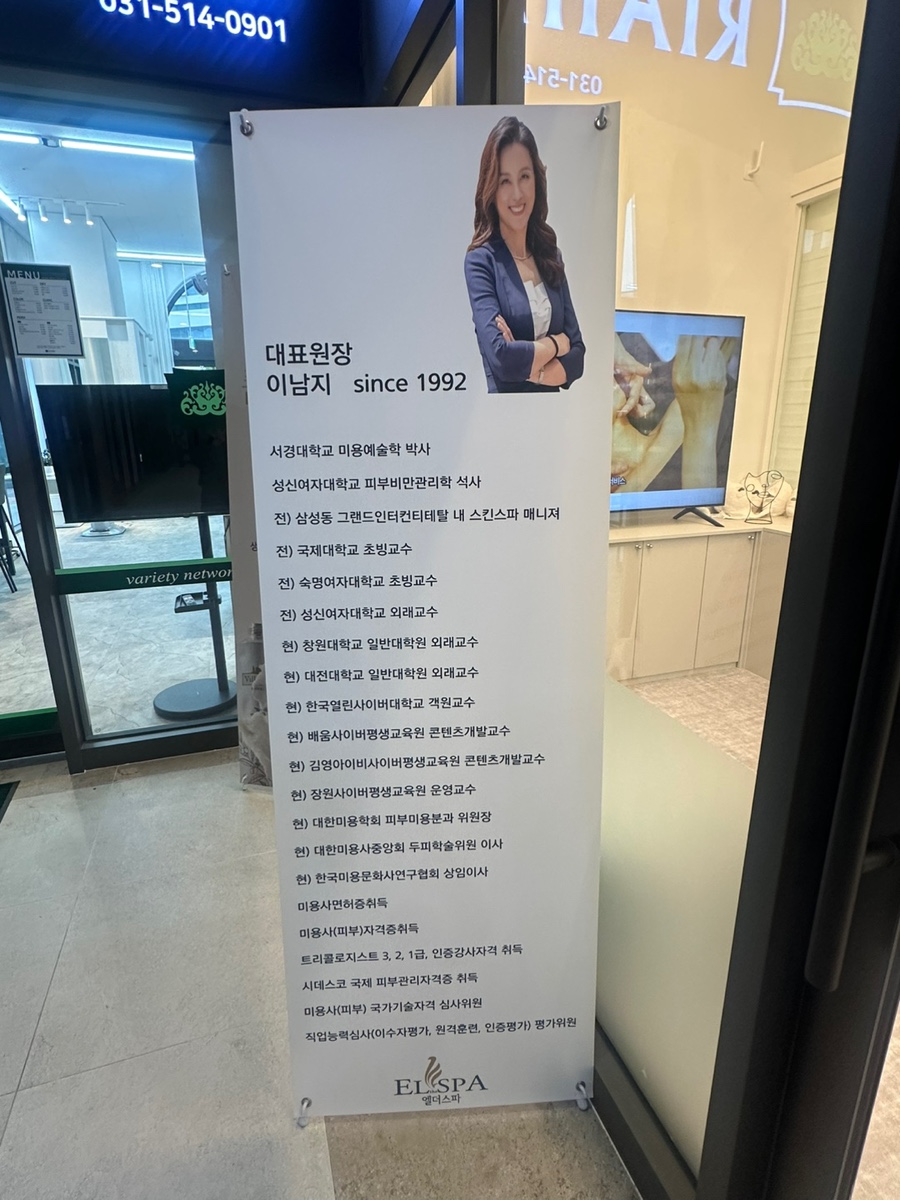 031-514-0901
MENU
031-514
대표원장
이남지 since 1992
서경대학교 미용예술학 박사
성신여자대학교 피부비만관리학 석사
전) 삼성동 그랜드인터컨티테탈 내 스킨스파 매니져
전) 국제대학교 초빙교수
전) 숙명여자대학교 초빙교수
전) 성신여자대학교 외래교수
현) 창원대학교 일반대학원 외래교수
현) 대전대학교 일반대학원 외래교수
현) 한국열린사이버대학교 객원교수
현) 배움사이버평생교육원 콘텐츠개발교수
현) 김영아이비사이버평생교육원 콘텐츠개발교수
현) 장원사이버평생교육원 운영교수
현) 대한미용학회 피부미용분과 위원장
현) 대한미용사중앙회 두피학술위원 이사
현) 한국미용문화사연구협회 상임이사
미용사면허증취득
미용사(피부)자격증취득
트리콜로지스트 3, 2, 1급, 인증강사자격 취득
시데스코 국제 피부관리자격증 취득
미용사(피부) 국가기술자격 심사위원
직업능력심사(이수자평가, 원격훈련, 인증평가) 평가위원
EL SPA
엘더스파
variety networ